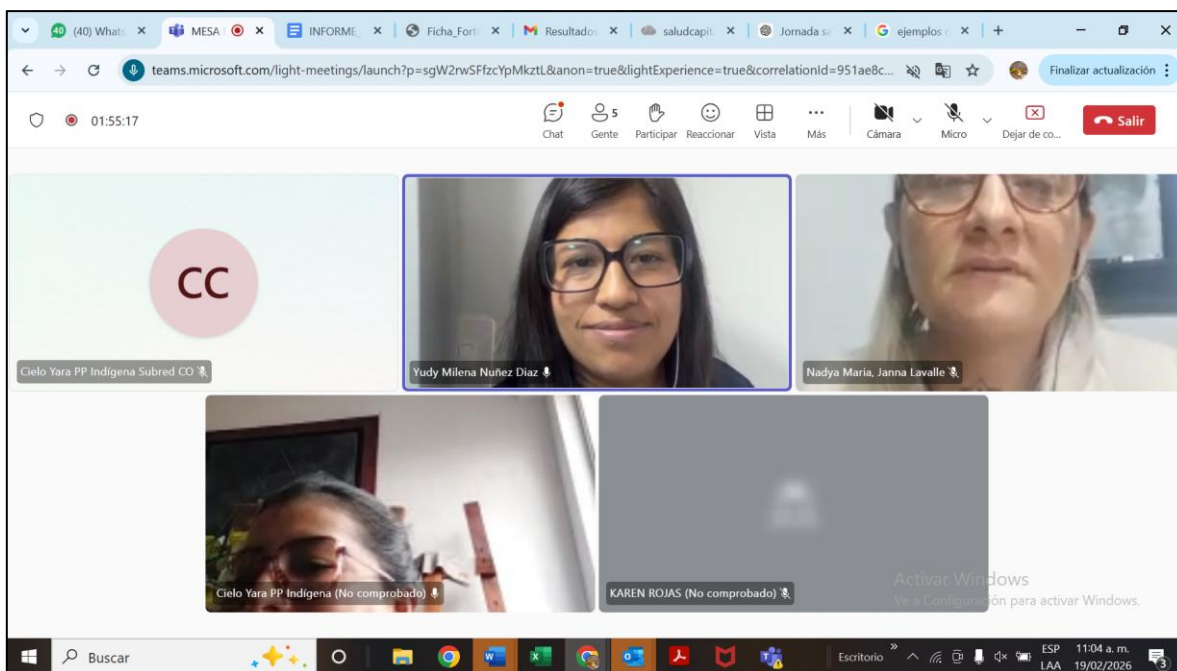 (40) Whats
MESA
INFORME_
Ficha_Fort
Resultados
saludcapit
Jornada sa
ejemplos
teams.microsoft.com/light-meetings/launch?p=sgW2rwSFfzcYpMkztL&anon=true&lightExperience=true&correlationId=951ae8c...
Finalizar actualización
01:55:17
5
Chat
Gente
Participar
Reaccionar
Vista
Más
Cámara
Micro
Dejar de co...
Salir
CC
Cielo Yara PP Indígena Subred CO
Yudy Milena Nuñez Diaz
Nadya Maria, Janna Lavalle
Cielo Yara PP Indígena (No comprobado)
KAREN ROJAS (No comprobado)
Activar Windows
Ve a Configuración para activar Windows.
Buscar
Escritorio
ESP
LAA
11:04 a. m.
19/02/2026